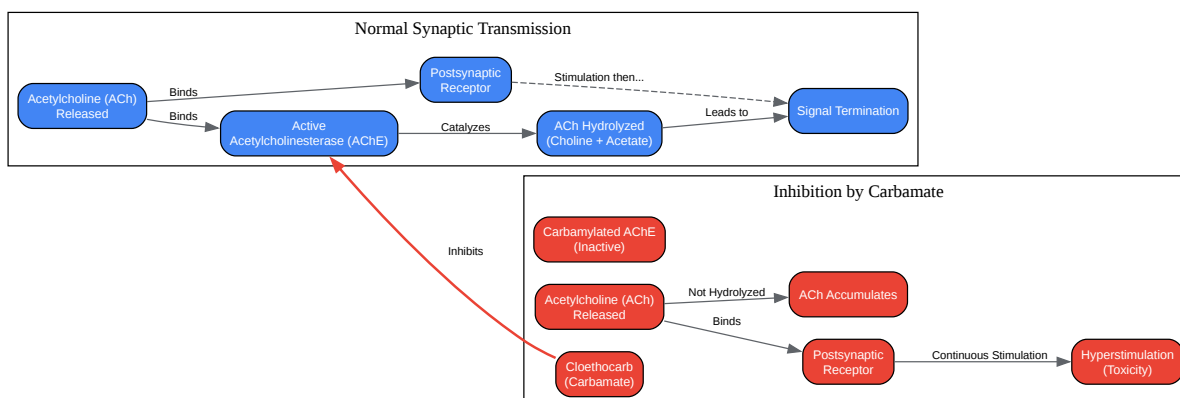 Normal Synaptic Transmission
Acetylcholine (ACh)
Released
Binds
Binds
Postsynaptic
Receptor
Stimulation then...
Active
Acetylcholinesterase (AChE)
Catalyzes
ACh Hydrolyzed
(Choline + Acetate)
Leads to
Signal Termination
Inhibits
Inhibition by Carbamate
Carbamylated AChE
(Inactive)
Acetylcholine (ACh)
Released
Not Hydrolyzed
ACh Accumulates
Binds
Postsynaptic
Receptor
Continuous Stimulation
Hyperstimulation
(Toxicity)
Cloethocarb
(Carbamate)